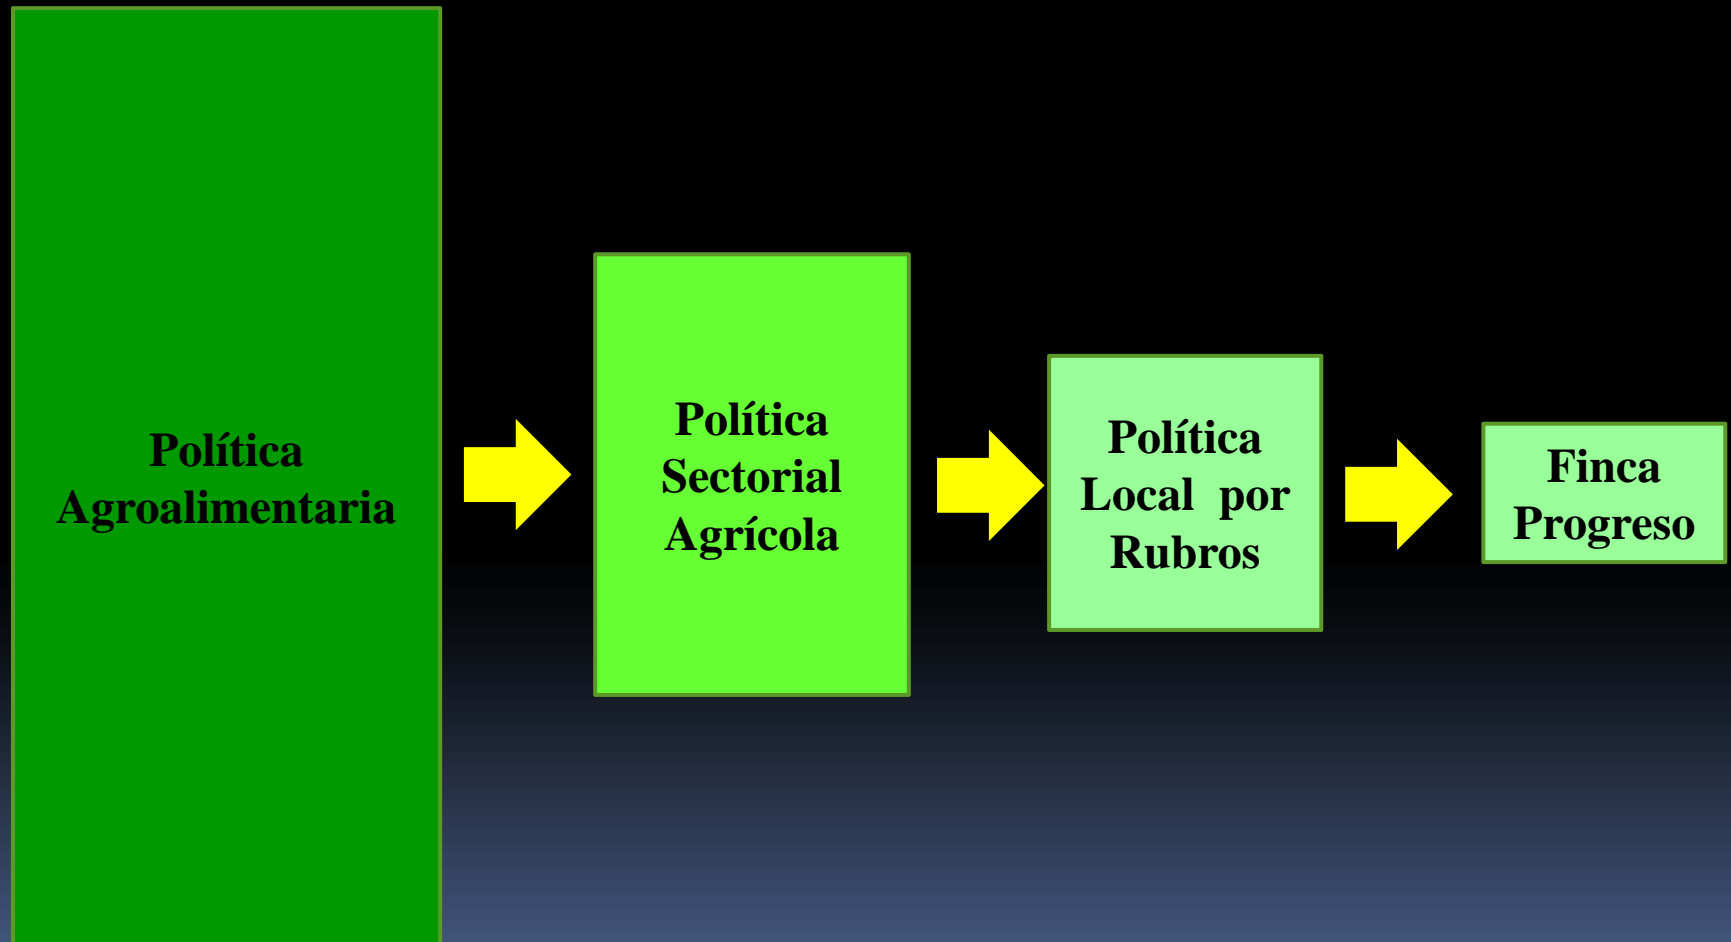 Política
Agroalimentaria
Política
Sectorial
Agrícola
Política
Local por
Rubros
Finca
Progreso